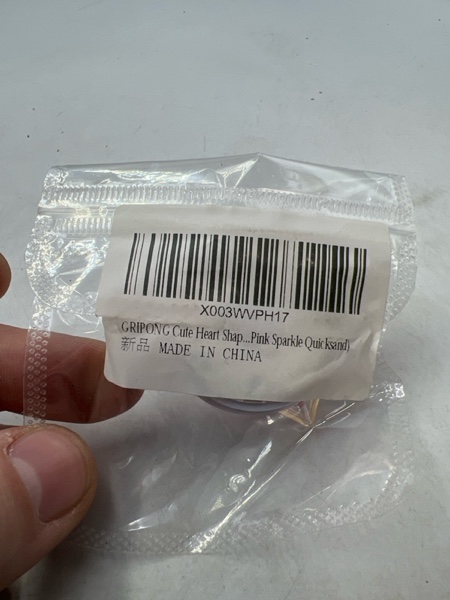 X003WVPH17
GRIPONG Cute Heart Shap...Pink Sparkle Quicksand)
新品 MADE IN CHINA